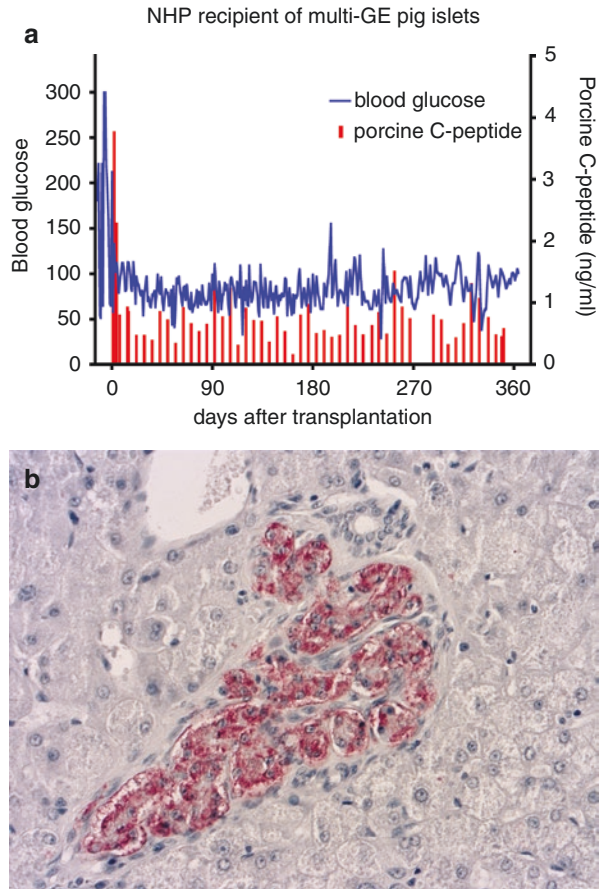 NHP recipient of multi-GE pig islets
a
300
250
200
150
100
50
0
Blood glucose
blood glucose
porcine C-peptide
5
4
3
2
1
0
Porcine C-peptide (ng/ml)
0 90 180 270 360
days after transplantation
b